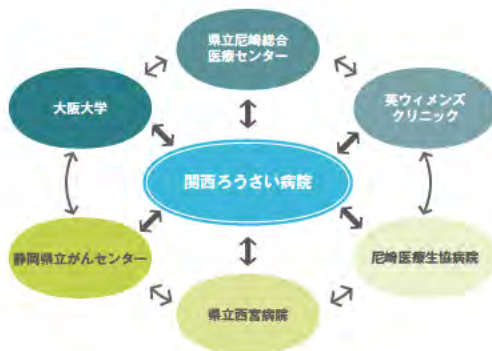 県立尼崎総合
医療センター
大阪大学
英ウィメンズ
クリニック
関西ろうさい病院
静岡県立がんセンター
尼崎医療生協病院
県立西宮病院